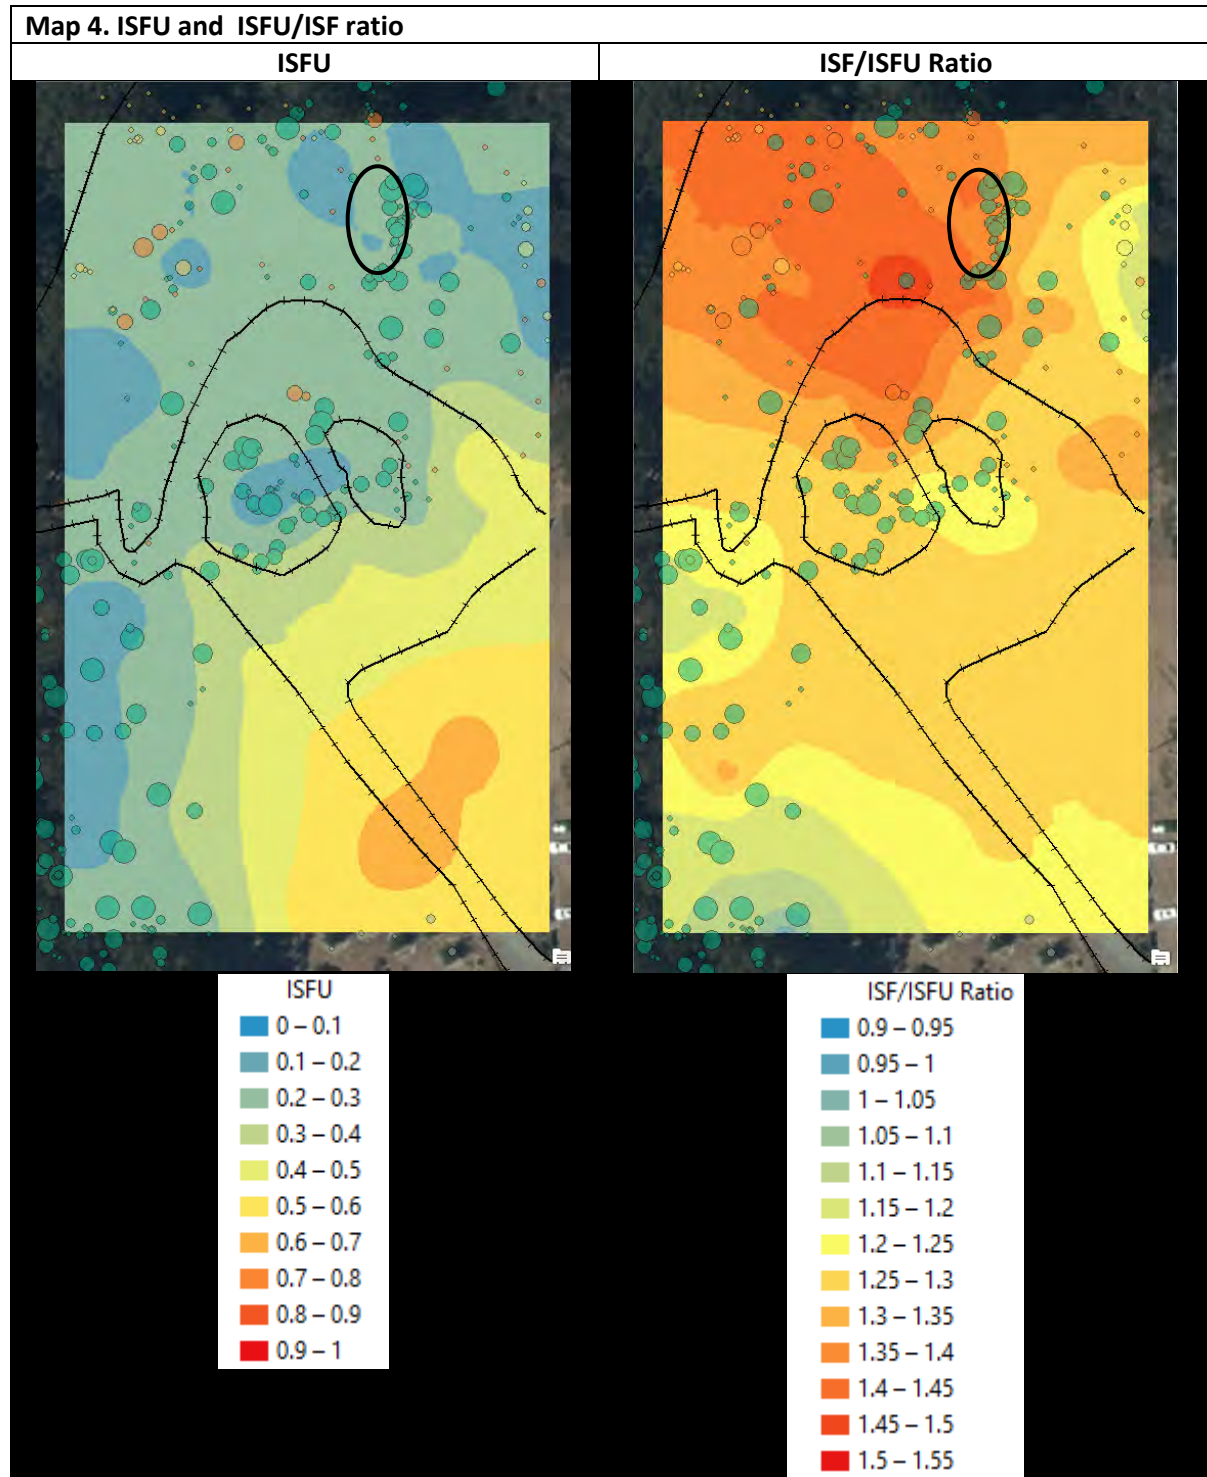 Map 4. ISFU and  ISFU/ISF ratio
ISFU
ISF/ISFU Ratio
ISFU
0 – 0.1
0.1 – 0.2
0.2 – 0.3
0.3 – 0.4
0.4 – 0.5
0.5 – 0.6
0.6 – 0.7
0.7 – 0.8
0.8 – 0.9
0.9 – 1
ISF/ISFU Ratio
0.9 – 0.95
0.95 – 1
1 – 1.05
1.05 – 1.1
1.1 – 1.15
1.15 – 1.2
1.2 – 1.25
1.25 – 1.3
1.3 – 1.35
1.35 – 1.4
1.4 – 1.45
1.45 – 1.5
1.5 – 1.55